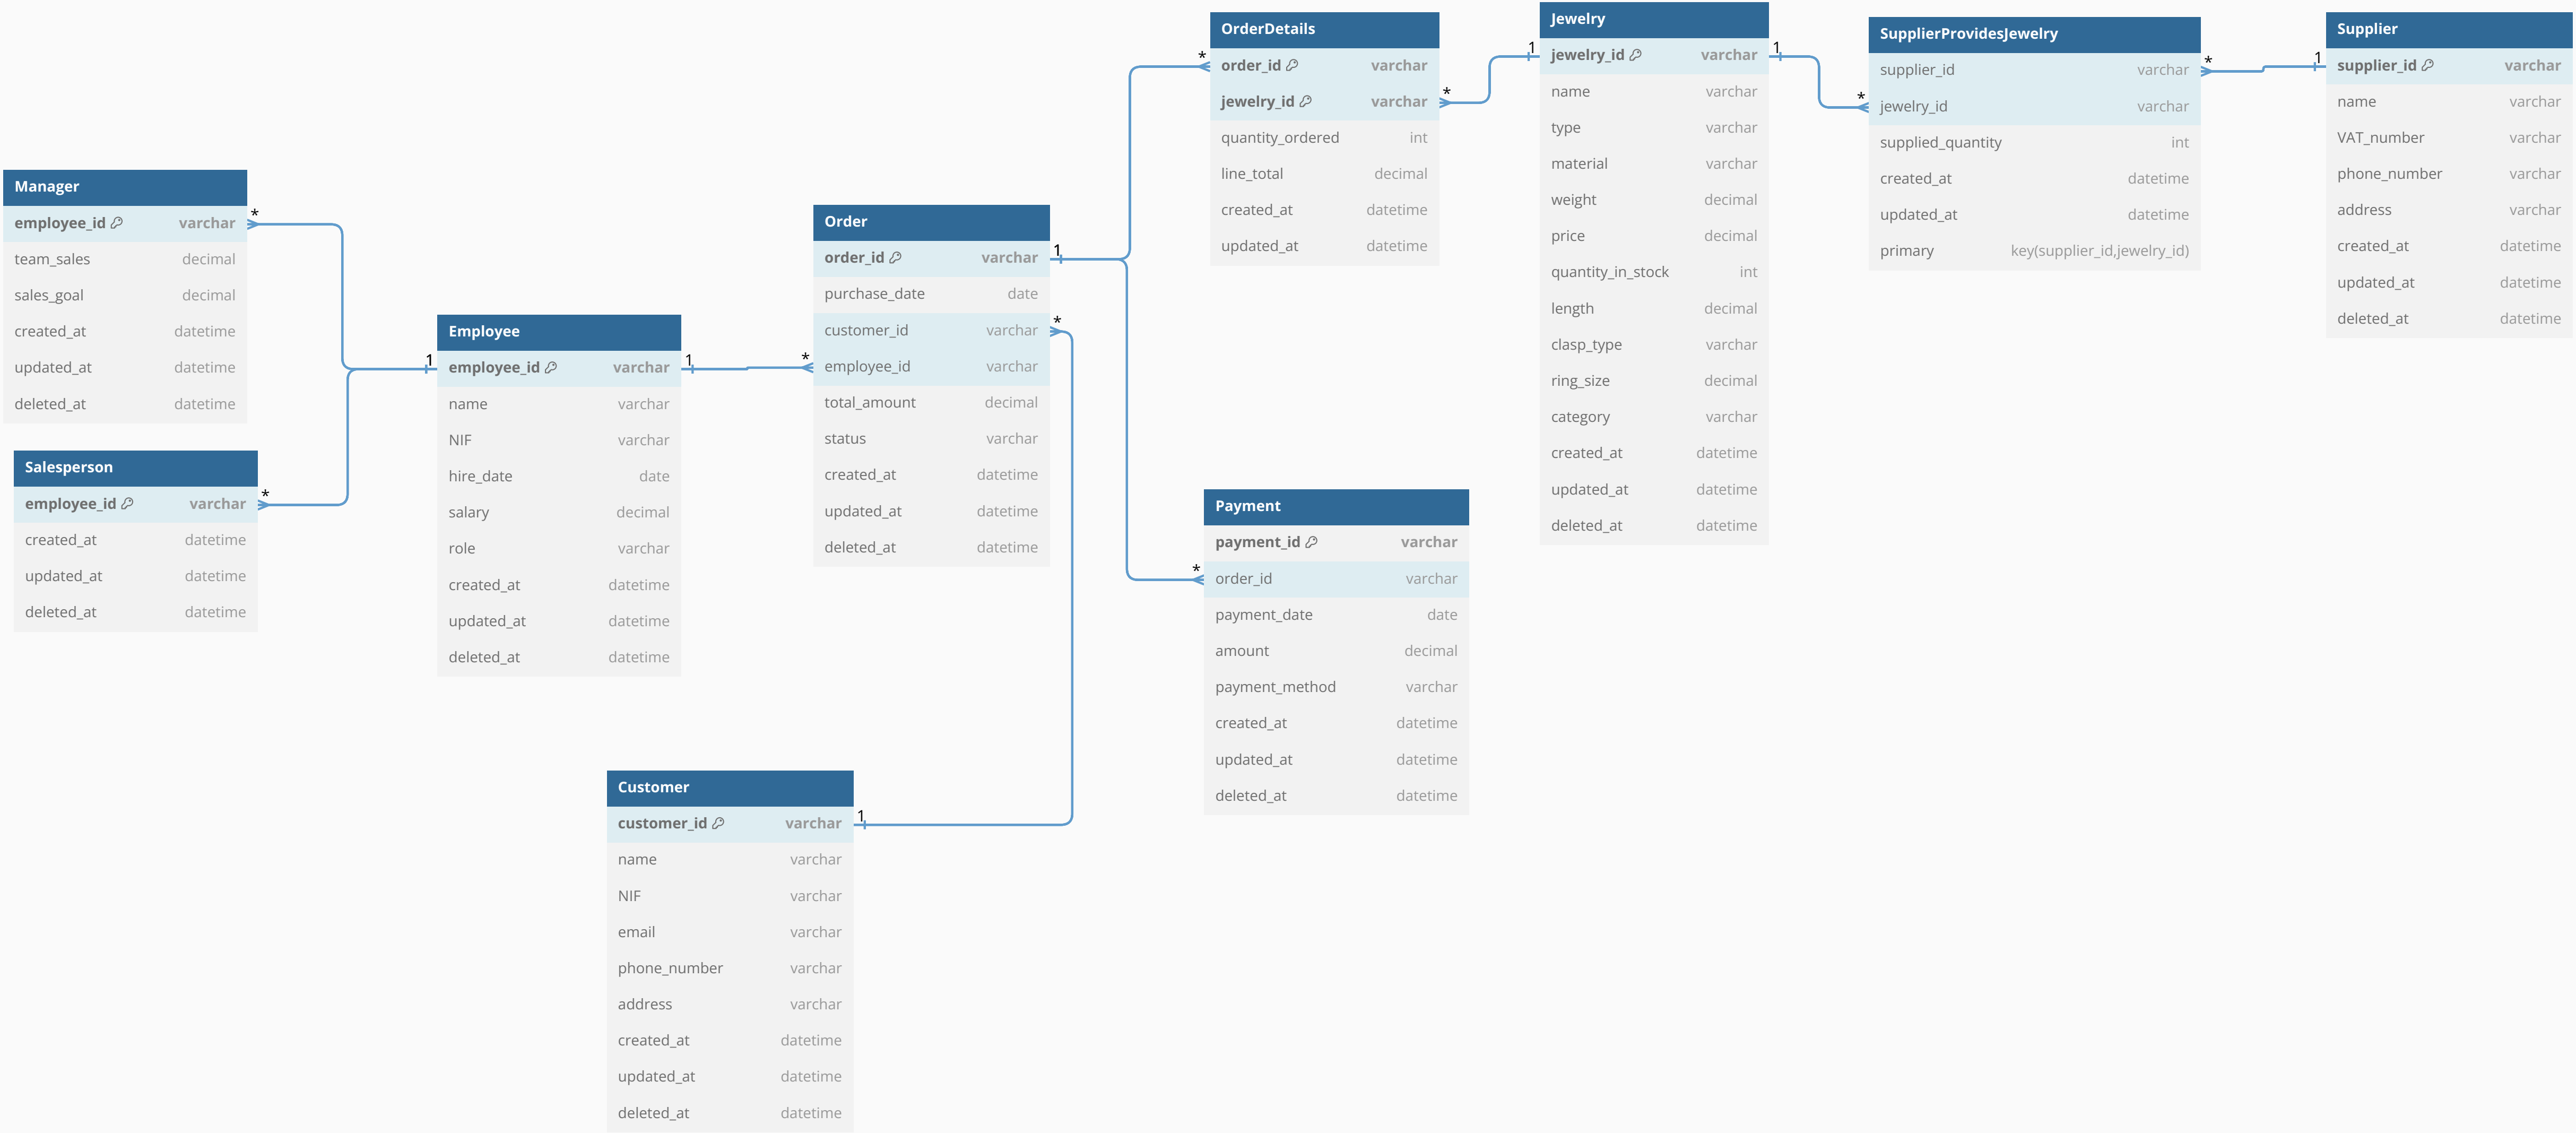 Manager
employee_id varchar
team_sales decimal
sales_goal decimal
created_at datetime
updated_at datetime
deleted_at datetime
*
Salesperson
employee_id varchar
created_at datetime
updated_at datetime
deleted_at datetime
*
1
Employee
employee_id varchar
name varchar
NIF varchar
hire_date date
salary decimal
role varchar
created_at datetime
updated_at datetime
deleted_at datetime
1
*
Order
order_id varchar
purchase_date date
customer_id varchar
employee_id varchar
total_amount decimal
status varchar
created_at datetime
updated_at datetime
deleted_at datetime
1
*
Customer
customer_id varchar
name varchar
NIF varchar
email varchar
phone_number varchar
address varchar
created_at datetime
updated_at datetime
deleted_at datetime
1
*
OrderDetails
order_id varchar
jewelry_id varchar
quantity_ordered int
line_total decimal
created_at datetime
updated_at datetime
*
*
Payment
payment_id varchar
order_id varchar
payment_date date
amount decimal
payment_method varchar
created_at datetime
updated_at datetime
deleted_at datetime
1
Jewelry
jewelry_id varchar
name varchar
type varchar
material varchar
weight decimal
price decimal
quantity_in_stock int
length decimal
clasp_type varchar
ring_size decimal
category varchar
created_at datetime
updated_at datetime
deleted_at datetime
1
*
SupplierProvidesJewelry
supplier_id varchar
jewelry_id varchar
supplied_quantity int
created_at datetime
updated_at datetime
primary key(supplier_id,jewelry_id)
*
1
Supplier
supplier_id varchar
name varchar
VAT_number varchar
phone_number varchar
address varchar
created_at datetime
updated_at datetime
deleted_at datetime